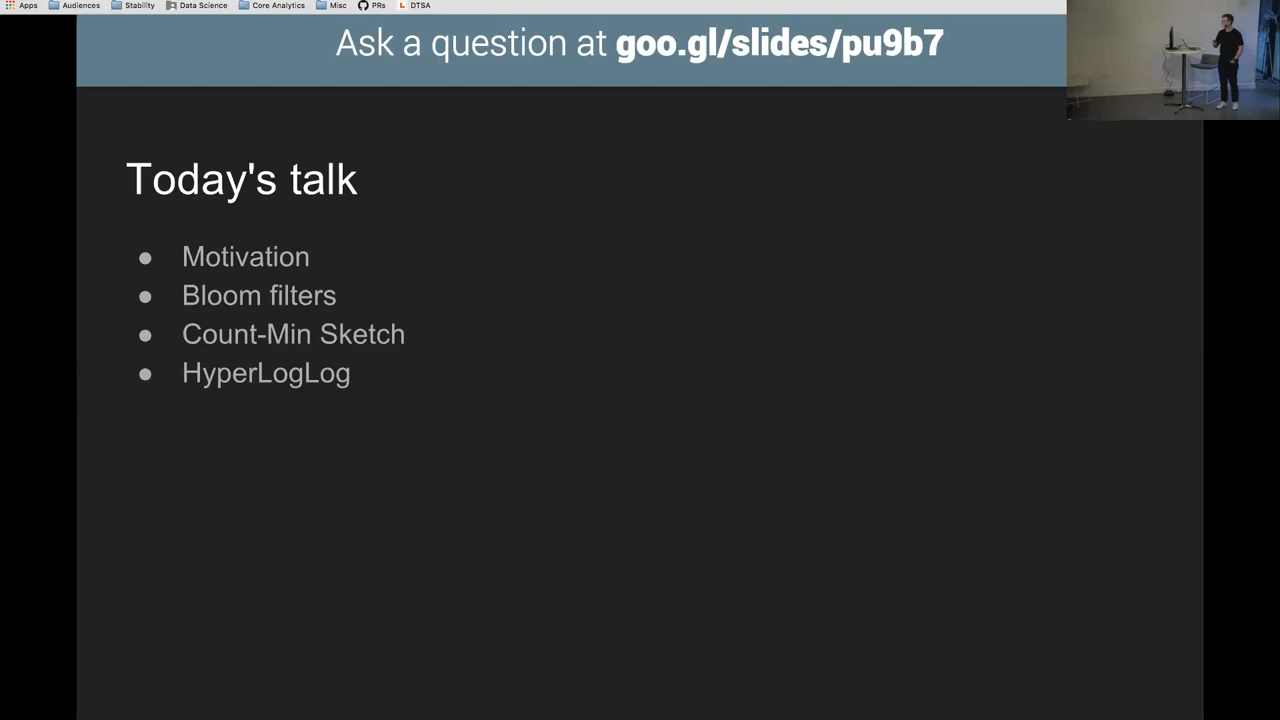 Apps Audiences Stability Data Science Core Analytics Misc PRs DTSA
Ask a question at goo.gl/slides/pu9b7
Today's talk
● Motivation
● Bloom filters
● Count-Min Sketch
● HyperLogLog